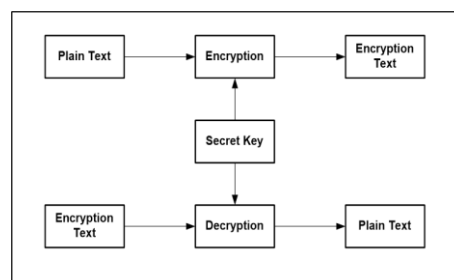 Plain Text
Encryption
Encryption
Text
Secret Key
Encryption
Text
Decryption
Plain Text